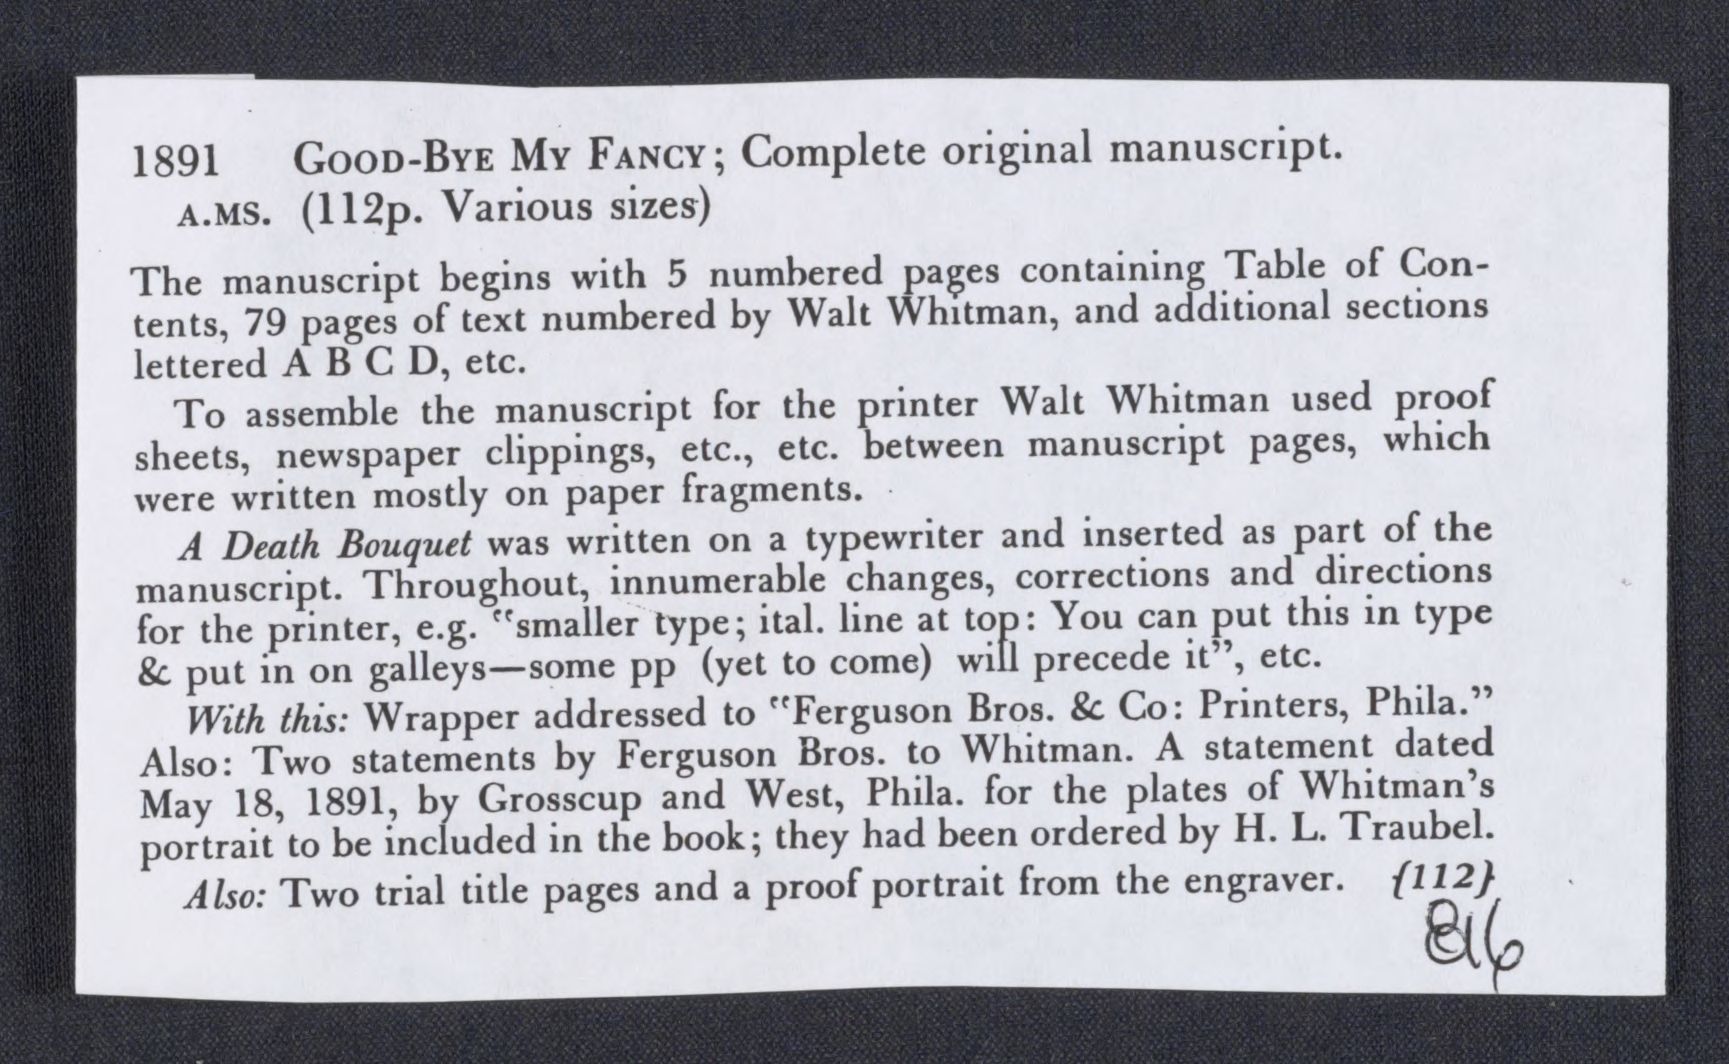 1891 GOOD-BYE MY FANCY; Complete original manuscript.
A.MS. (112p. Various sizes)
The manuscript begins with 5 numbered pages containing Table of Con-
tents, 79 pages of text numbered by Walt Whitman, and additional sections
lettered A B C D, etc.
To assemble the manuscript for the printer Walt Whitman used proof
sheets, newspaper clippings, etc., etc. between manuscript pages, which
were written mostly on paper fragments.
A Death Bouquet was written on a typewriter and inserted as part of the
manuscript. Throughout, innumerable changes, corrections and directions
for the printer, e.g. "smaller type; ital. line at top: You can put this in type
& put in on galleys—some pp (yet to come) will precede it", etc.
With this: Wrapper addressed to "Ferguson Bros. & Co: Printers, Phila."
Also: Two statements by Ferguson Bros. to Whitman. A statement dated
May 18, 1891, by Grosscup and West, Phila. for the plates of Whitman's
portrait to be included in the book; they had been ordered by H. L. Traubel.
Also: Two trial title pages and a proof portrait from the engraver. {112}